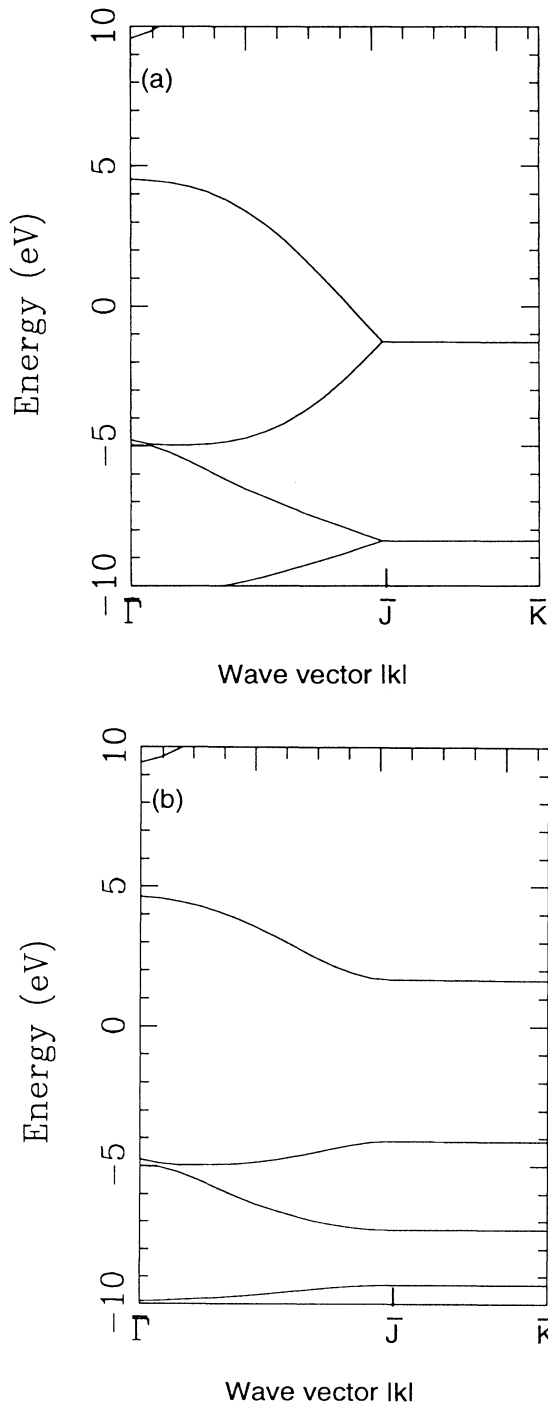 10
(a)
5
0
−5
−10
Energy (eV)
Γ̅ J̅ K̅
Wave vector |k|
10
(b)
5
0
−5
−10
Energy (eV)
Γ̅ J̅ K̅
Wave vector |k|